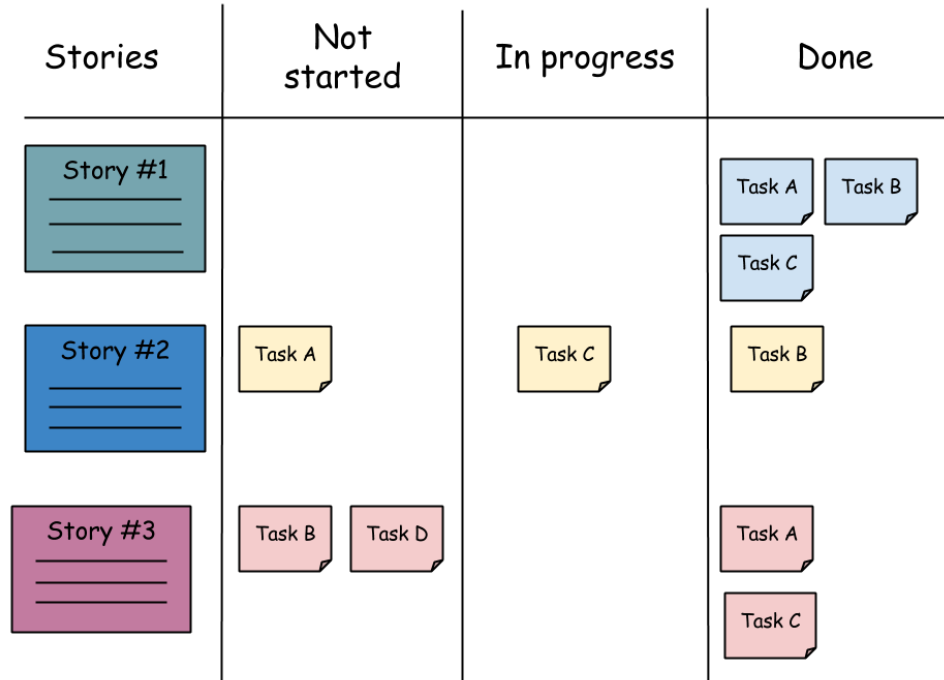 Stories
Not
started
In progress
Done
Story #1
Task A
Task B
Task C
Story #2
Task A
Task C
Task B
Story #3
Task B
Task D
Task A
Task C